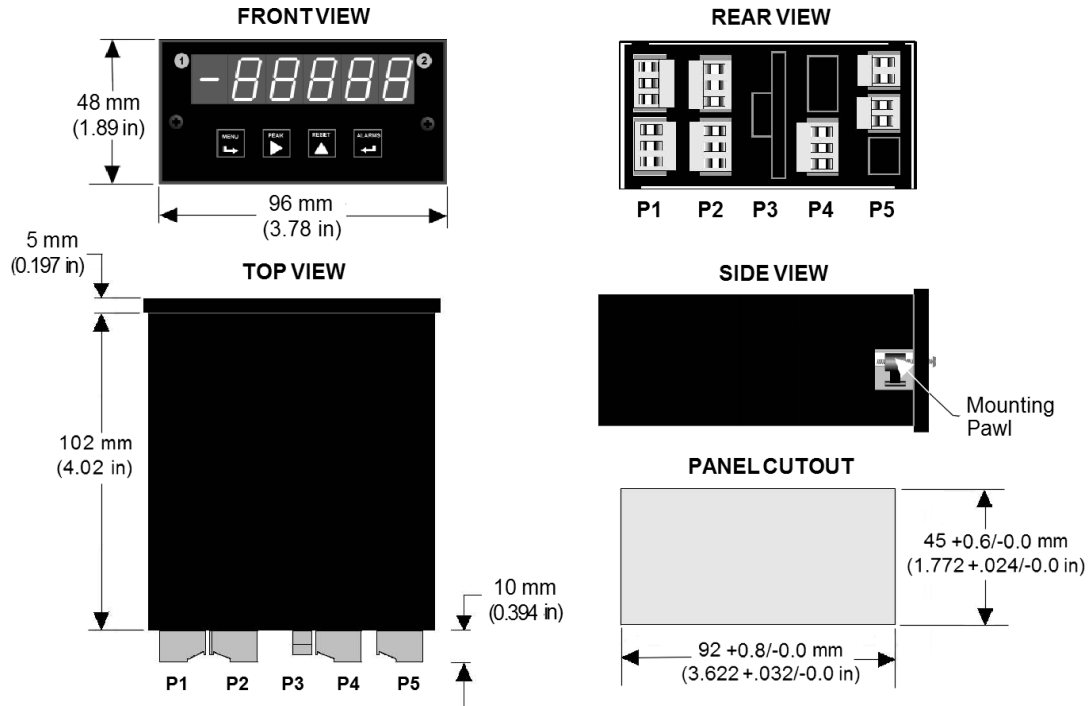 FRONT VIEW
1
2
-88888
MENU
PEAK
RESET
ALARMS
48 mm
(1.89 in)
96 mm
(3.78 in)
REAR VIEW
P1 P2 P3 P4 P5
5 mm
(0.197 in)
TOP VIEW
102 mm
(4.02 in)
10 mm
(0.394 in)
P1 P2 P3 P4 P5
SIDE VIEW
Mounting
Pawl
PANEL CUTOUT
45 +0.6/-0.0 mm
(1.772 +.024/-0.0 in)
92 +0.8/-0.0 mm
(3.622 +.032/-0.0 in)